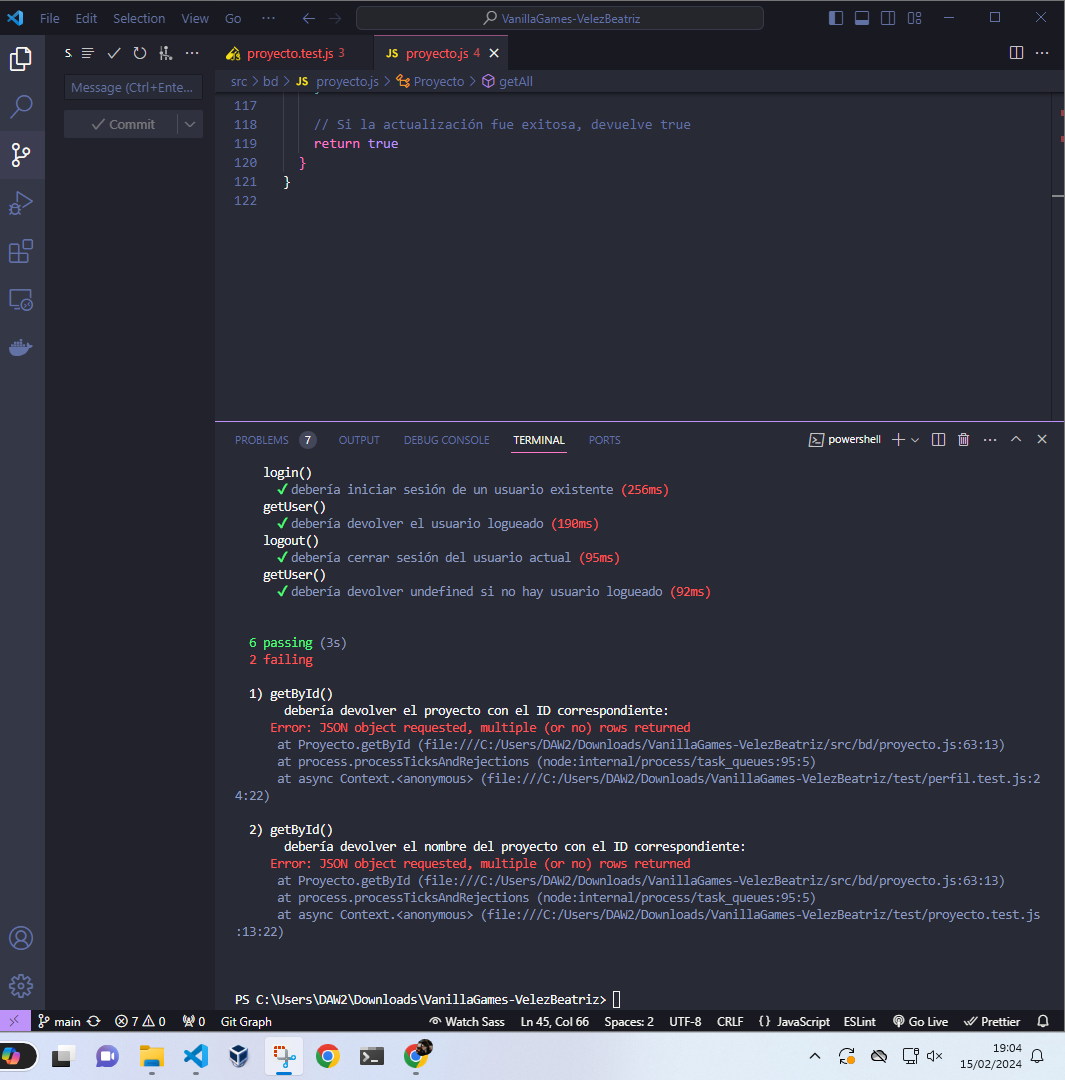 File Edit Selection View Go ··· VanillaGames-VelezBeatriz
S. proyecto.test.js 3 JS proyecto.js 4
src > bd > JS proyecto.js > Proyecto > getAll
Message (Ctrl+Ente...
Commit
117
118 // Si la actualización fue exitosa, devuelve true
119 return true
120 }
121 }
122
PROBLEMS 7 OUTPUT DEBUG CONSOLE TERMINAL PORTS powershell
login()
✓ debería iniciar sesión de un usuario existente (256ms)
getUser()
✓ debería devolver el usuario logueado (190ms)
logout()
✓ debería cerrar sesión del usuario actual (95ms)
getUser()
✓ debería devolver undefined si no hay usuario logueado (92ms)
6 passing (3s)
2 failing
1) getById()
debería devolver el proyecto con el ID correspondiente:
Error: JSON object requested, multiple (or no) rows returned
at Proyecto.getById (file:///C:/Users/DAW2/Downloads/VanillaGames-VelezBeatriz/src/bd/proyecto.js:63:13)
at process.processTicksAndRejections (node:internal/process/task_queues:95:5)
at async Context.<anonymous> (file:///C:/Users/DAW2/Downloads/VanillaGames-VelezBeatriz/test/perfil.test.js:2
4:22)
2) getById()
debería devolver el nombre del proyecto con el ID correspondiente:
Error: JSON object requested, multiple (or no) rows returned
at Proyecto.getById (file:///C:/Users/DAW2/Downloads/VanillaGames-VelezBeatriz/src/bd/proyecto.js:63:13)
at process.processTicksAndRejections (node:internal/process/task_queues:95:5)
at async Context.<anonymous> (file:///C:/Users/DAW2/Downloads/VanillaGames-VelezBeatriz/test/proyecto.test.js
:13:22)
PS C:\Users\DAW2\Downloads\VanillaGames-VelezBeatriz>
main 7 0 0 Git Graph Watch Sass Ln 45, Col 66 Spaces: 2 UTF-8 CRLF {} JavaScript ESLint Go Live Prettier
19:04
15/02/2024